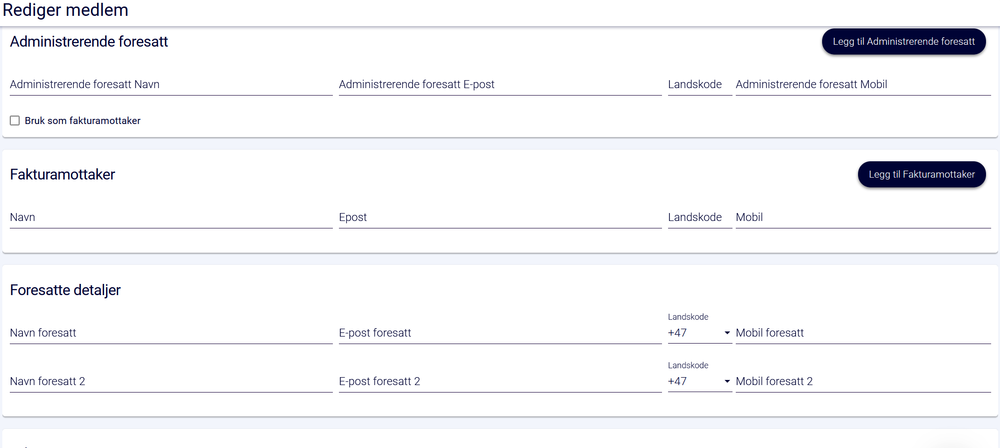 Rediger medlem
Administrerende foresatt
Legg til Administrerende foresatt
Administrerende foresatt Navn
Administrerende foresatt E-post
Landskode
Administrerende foresatt Mobil
Bruk som fakturamottaker
Fakturamottaker
Legg til Fakturamottaker
Navn
Epost
Landskode
Mobil
Foresatte detaljer
Navn foresatt
E-post foresatt
Landskode
+47
Mobil foresatt
Navn foresatt 2
E-post foresatt 2
Landskode
+47
Mobil foresatt 2